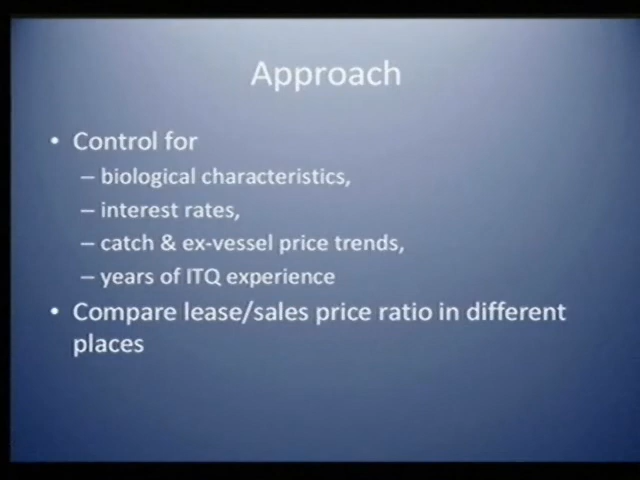 Approach
• Control for
– biological characteristics,
– interest rates,
– catch & ex-vessel price trends,
– years of ITQ experience
• Compare lease/sales price ratio in different
places